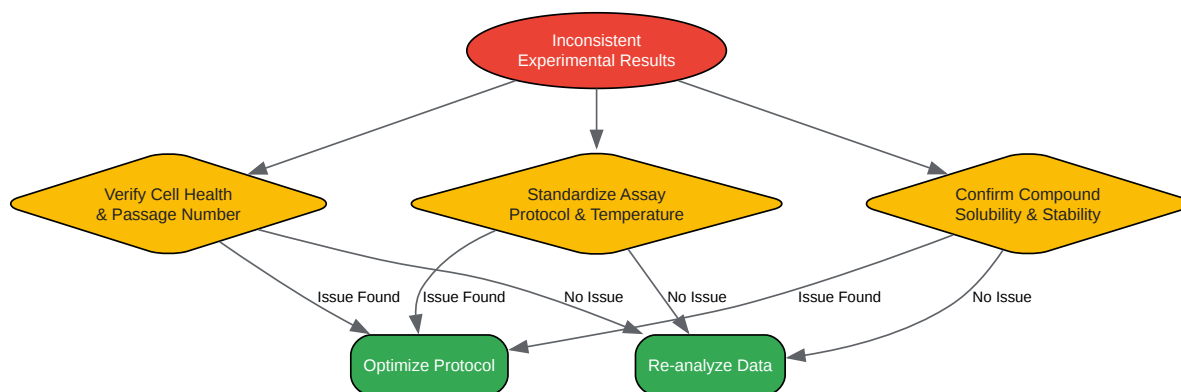 Inconsistent
Experimental Results
Verify Cell Health
& Passage Number
Standardize Assay
Protocol & Temperature
Confirm Compound
Solubility & Stability
Issue Found
Issue Found
No Issue
No Issue
Issue Found
No Issue
Optimize Protocol
Re-analyze Data